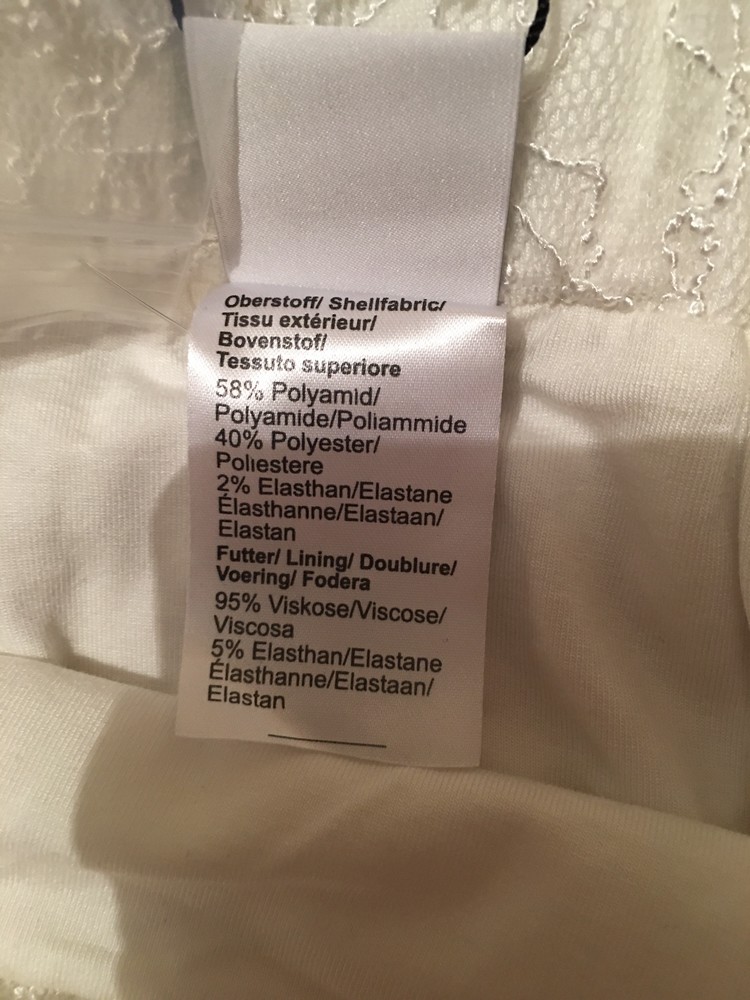 Oberstoff/ Shellfabric/
Tissu extérieur/
Bovenstof/
Tessuto superiore
58% Polyamid/
Polyamide/Poliammide
40% Polyester/
Poliestere
2% Elasthan/Elastane
Élasthanne/Elastaan/
Elastan
Futter/ Lining/ Doublure/
Voering/ Fodera
95% Viskose/Viscose/
Viscosa
5% Elasthan/Elastane
Élasthanne/Elastaan/
Elastan